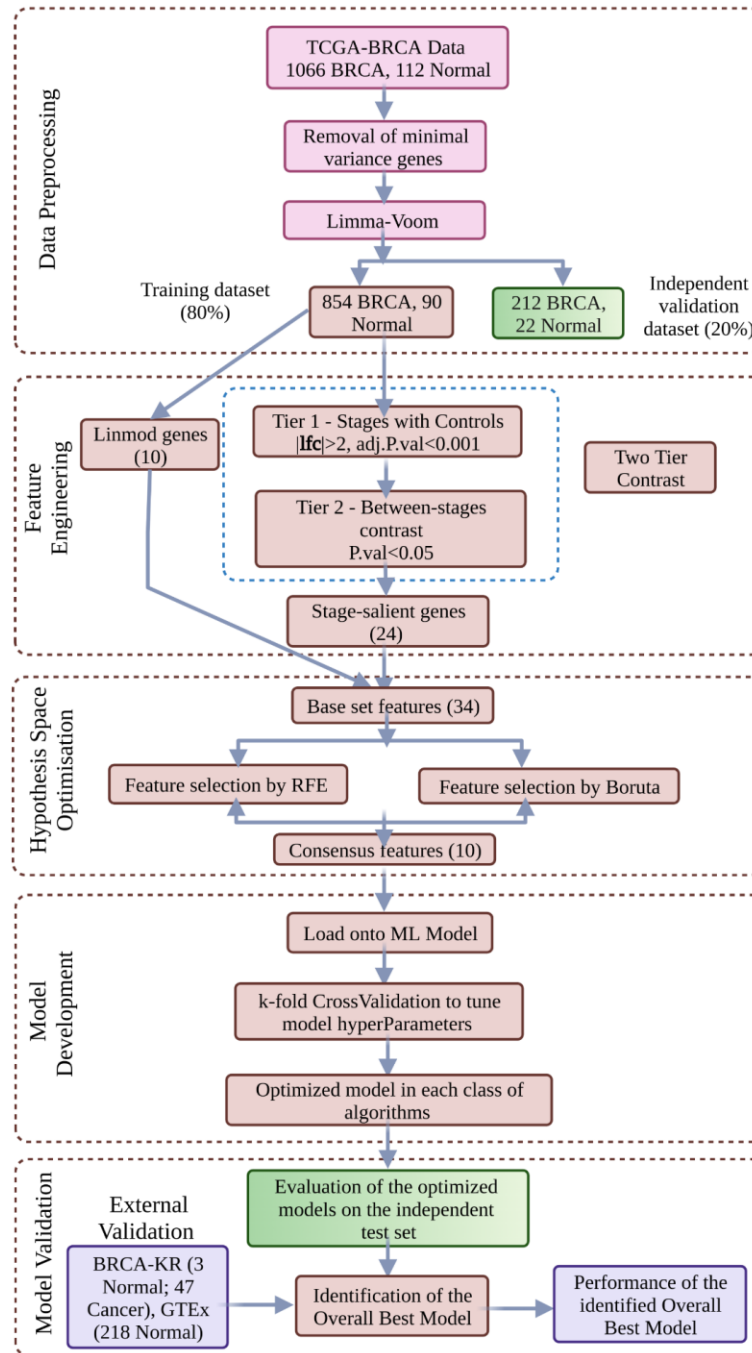 Data Preprocessing
TCGA-BRCA Data
1066 BRCA, 112 Normal
Removal of minimal
variance genes
Limma-Voom
Training dataset
(80%)
854 BRCA, 90
Normal
212 BRCA,
22 Normal
Independent
validation
dataset (20%)
Feature
Engineering
Linmod genes
(10)
Tier 1 - Stages with Controls
|lfc|>2, adj.P.val<0.001
Tier 2 - Between-stages
contrast
P.val<0.05
Two Tier
Contrast
Stage-salient genes
(24)
Hypothesis Space
Optimisation
Base set features (34)
Feature selection by RFE
Feature selection by Boruta
Consensus features (10)
Model
Development
Load onto ML Model
k-fold CrossValidation to tune
model hyperParameters
Optimized model in each class of
algorithms
Model Validation
Evaluation of the optimized
models on the independent
test set
External
Validation
BRCA-KR (3
Normal; 47
Cancer), GTEx
(218 Normal)
Identification of the
Overall Best Model
Performance of the
identified Overall
Best Model